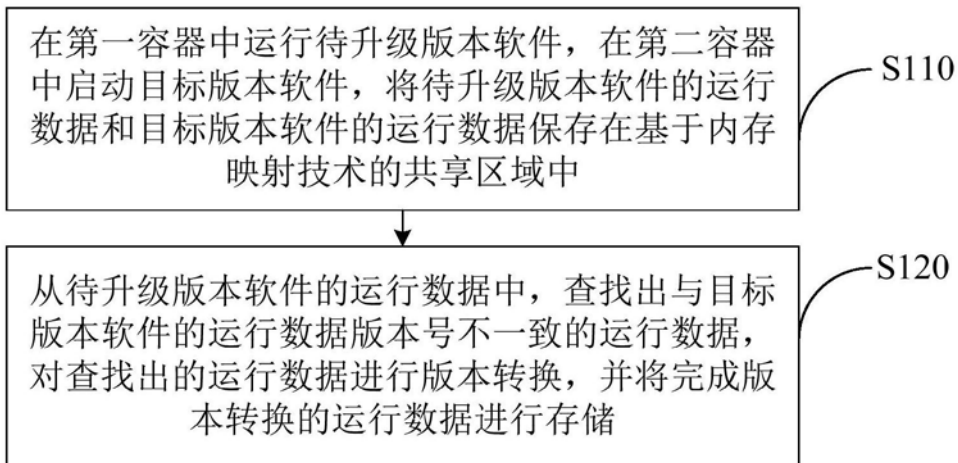 在第一容器中运行待升级版本软件，在第二容器
中启动目标版本软件，将待升级版本软件的运行
数据和目标版本软件的运行数据保存在基于内存
映射技术的共享区域中
S110
从待升级版本软件的运行数据中，查找出与目标
版本软件的运行数据版本号不一致的运行数据，
对查找出的运行数据进行版本转换，并将完成版
本转换的运行数据进行存储
S120